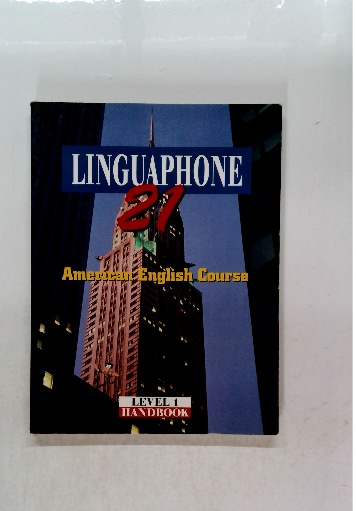 LINGUAPHONE
21
American English Course
LEVEL 1
HANDBOOK